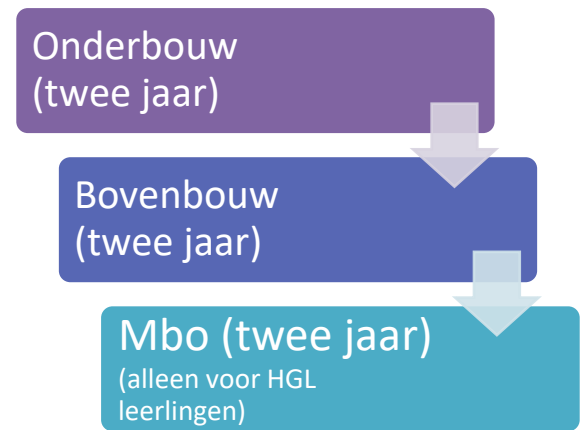 Onderbouw
(twee jaar)
Bovenbouw
(twee jaar)
Mbo (twee jaar)
(alleen voor HGL
leerlingen)